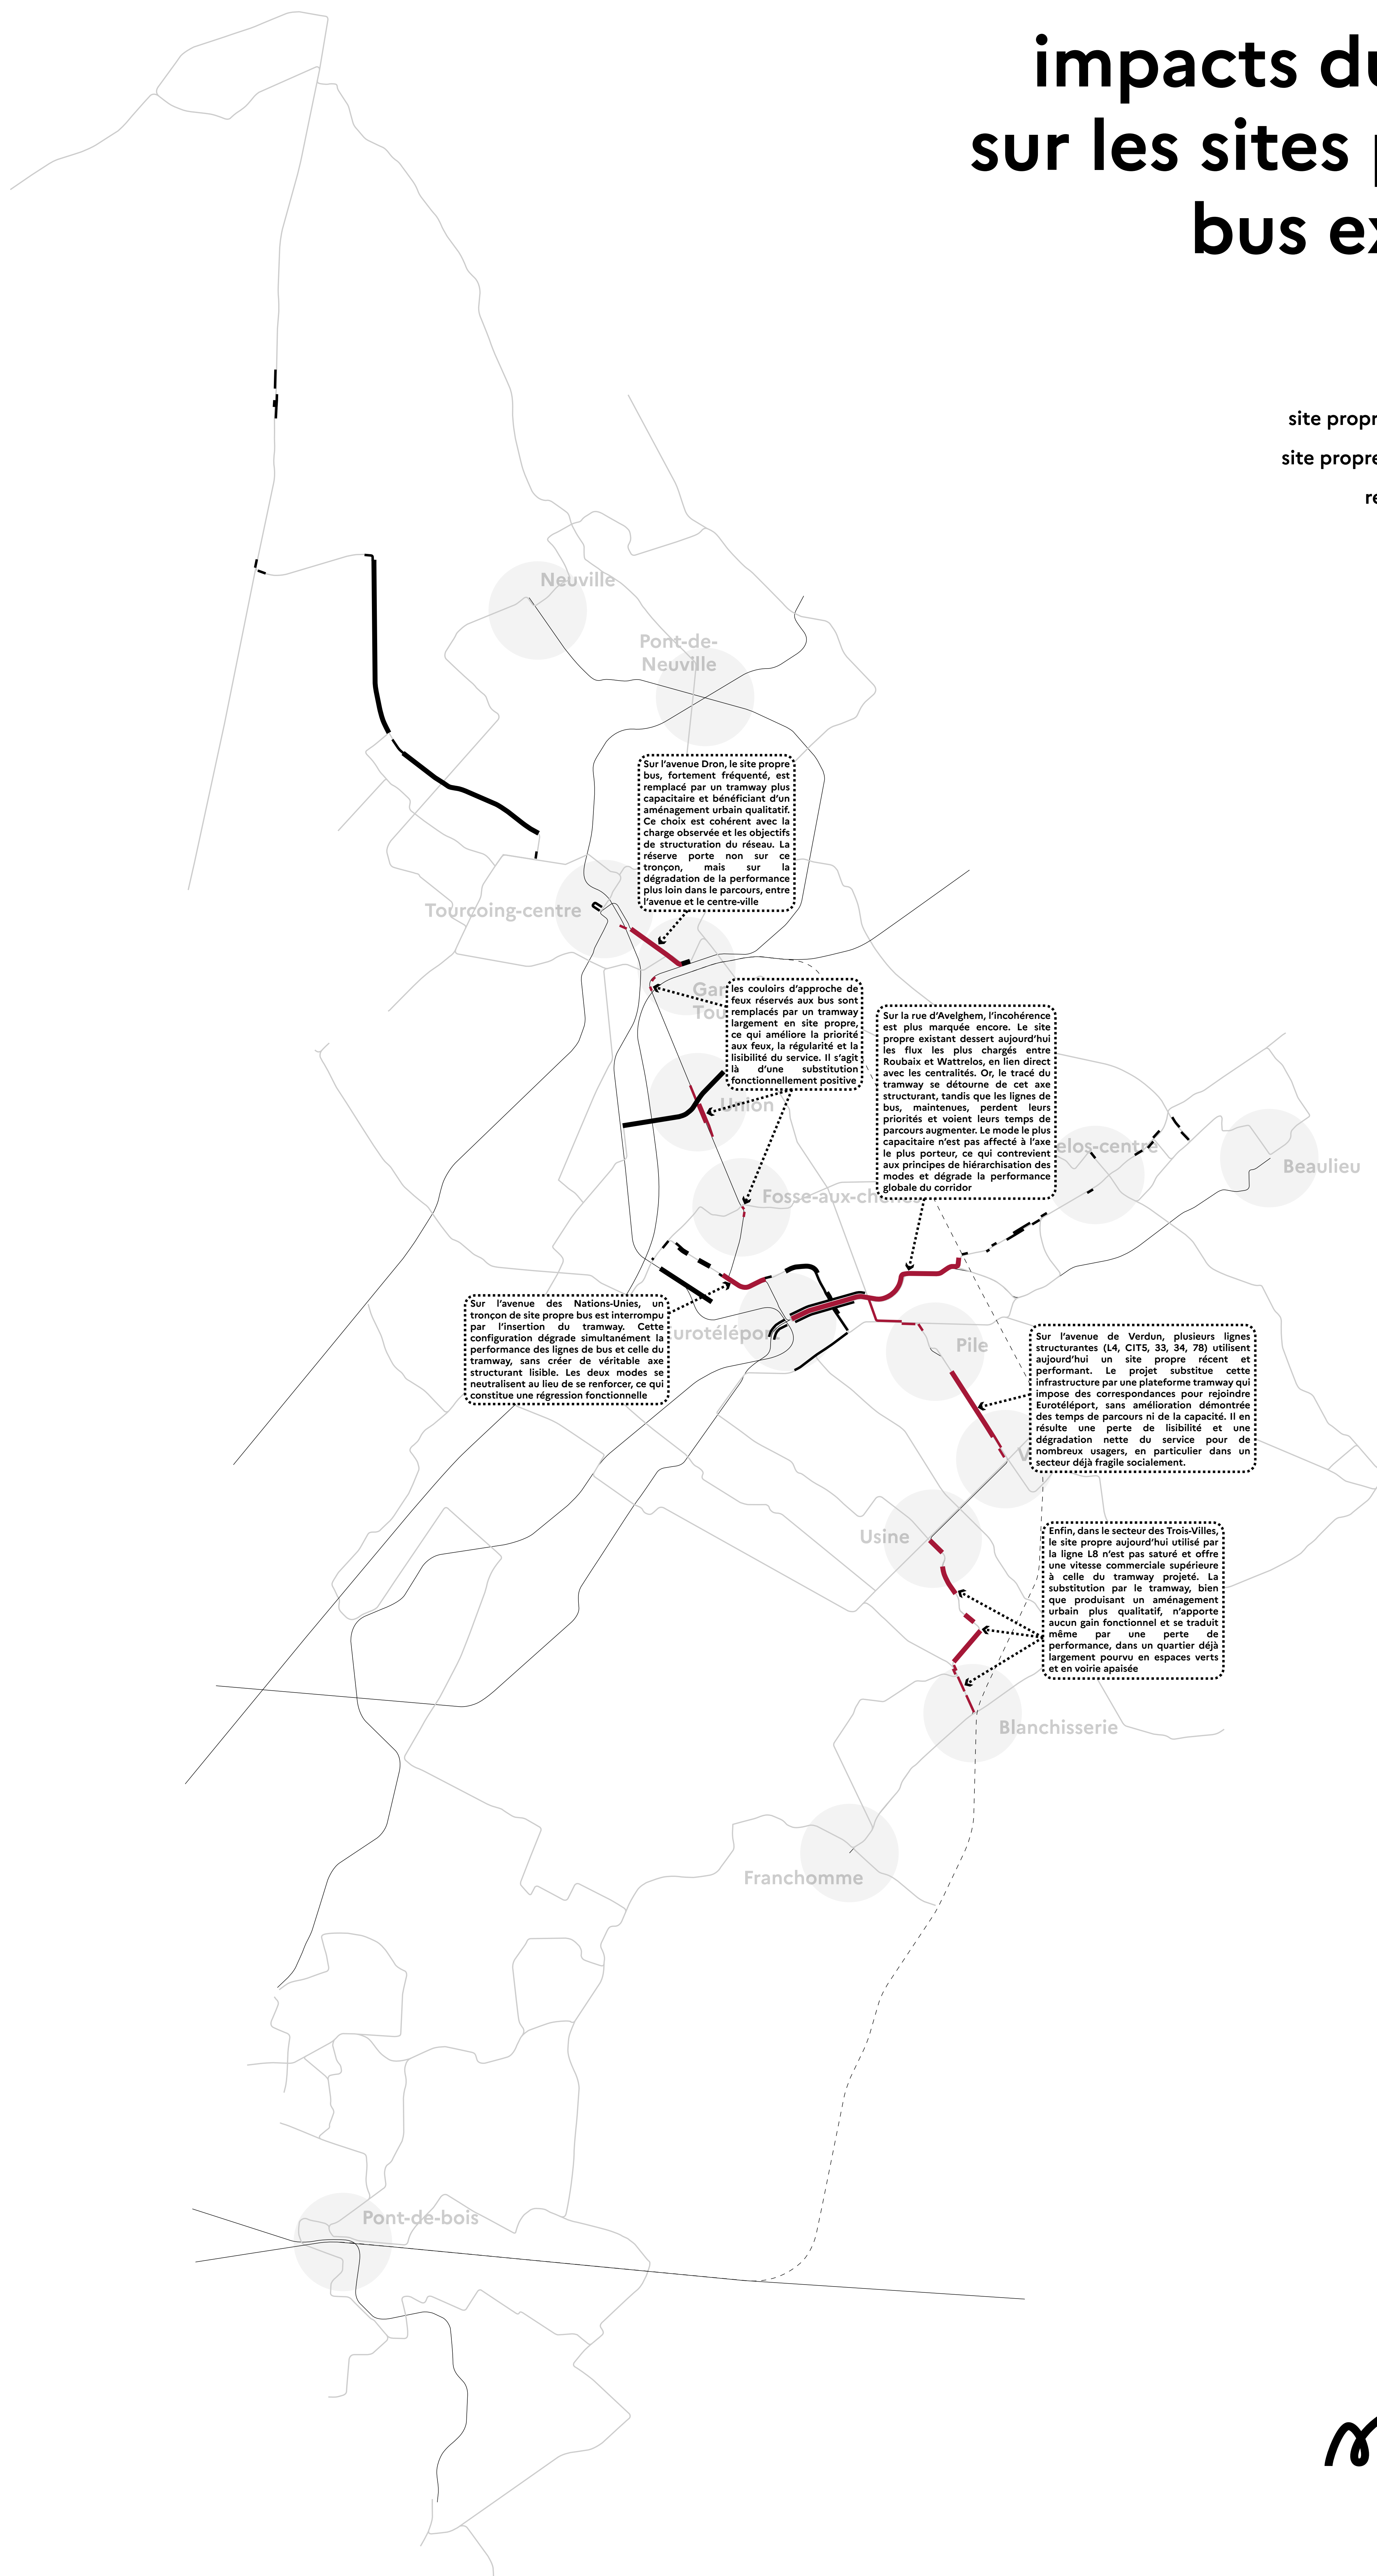 impacts du
sur les sites
bus ex
site propr
site propre
re
Neuville
Pont-de-
Neuville
Sur l'avenue Dron, le site propre
bus, fortement fréquenté, est
remplacé par un tramway plus
capacitaire et bénéficiant d'un
aménagement urbain qualitatif.
Ce choix est cohérent avec la
charge observée et les objectifs
de structuration du réseau. La
réserve porte non sur ce
tronçon, mais sur la
dégradation de la performance
plus loin dans le parcours, entre
l'avenue et le centre-ville
Tourcoing-centre
Gar
Tou
les couloirs d'approche de
feux réservés aux bus sont
remplacés par un tramway
largement en site propre,
ce qui améliore la priorité
aux feux, la régularité et la
lisibilité du service. Il s'agit
là d'une substitution
fonctionnellement positive
Sur la rue d'Avelghem, l'incohérence
est plus marquée encore. Le site
propre existant dessert aujourd'hui
les flux les plus chargés entre
Roubaix et Wattrelos, en lien direct
avec les centralités. Or, le tracé du
tramway se détourne de cet axe
structurant, tandis que les lignes de
bus, maintenues, perdent leurs
priorités et voient leurs temps de
parcours augmenter. Le mode le plus
capacitaire n'est pas affecté à l'axe
le plus porteur, ce qui contrevient
aux principes de hiérarchisation des
modes et dégrade la performance
globale du corridor
Union
elos-centre
Beaulieu
Fosse-aux-chênes
Sur l'avenue des Nations-Unies, un
tronçon de site propre bus est interrompu
par l'insertion du tramway. Cette
configuration dégrade simultanément la
performance des lignes de bus et celle du
tramway, sans créer de véritable axe
structurant lisible. Les deux modes se
neutralisent au lieu de se renforcer, ce qui
constitue une régression fonctionnelle
urotéléport
Pile
Sur l'avenue de Verdun, plusieurs lignes
structurantes (L4, CIT5, 33, 34, 78) utilisent
aujourd'hui un site propre récent et
performant. Le projet substitue cette
infrastructure par une plateforme tramway qui
impose des correspondances pour rejoindre
Eurotéléport, sans amélioration démontrée
des temps de parcours ni de la capacité. Il en
résulte une perte de lisibilité et une
dégradation nette du service pour de
nombreux usagers, en particulier dans un
secteur déjà fragile socialement.
V
Usine
Enfin, dans le secteur des Trois-Villes,
le site propre aujourd'hui utilisé par
la ligne L8 n'est pas saturé et offre
une vitesse commerciale supérieure
à celle du tramway projeté. La
substitution par le tramway, bien
que produisant un aménagement
urbain plus qualitatif, n'apporte
aucun gain fonctionnel et se traduit
même par une perte de
performance, dans un quartier déjà
largement pourvu en espaces verts
et en voirie apaisée
Blanchisserie
Franchomme
Pont-de-bois